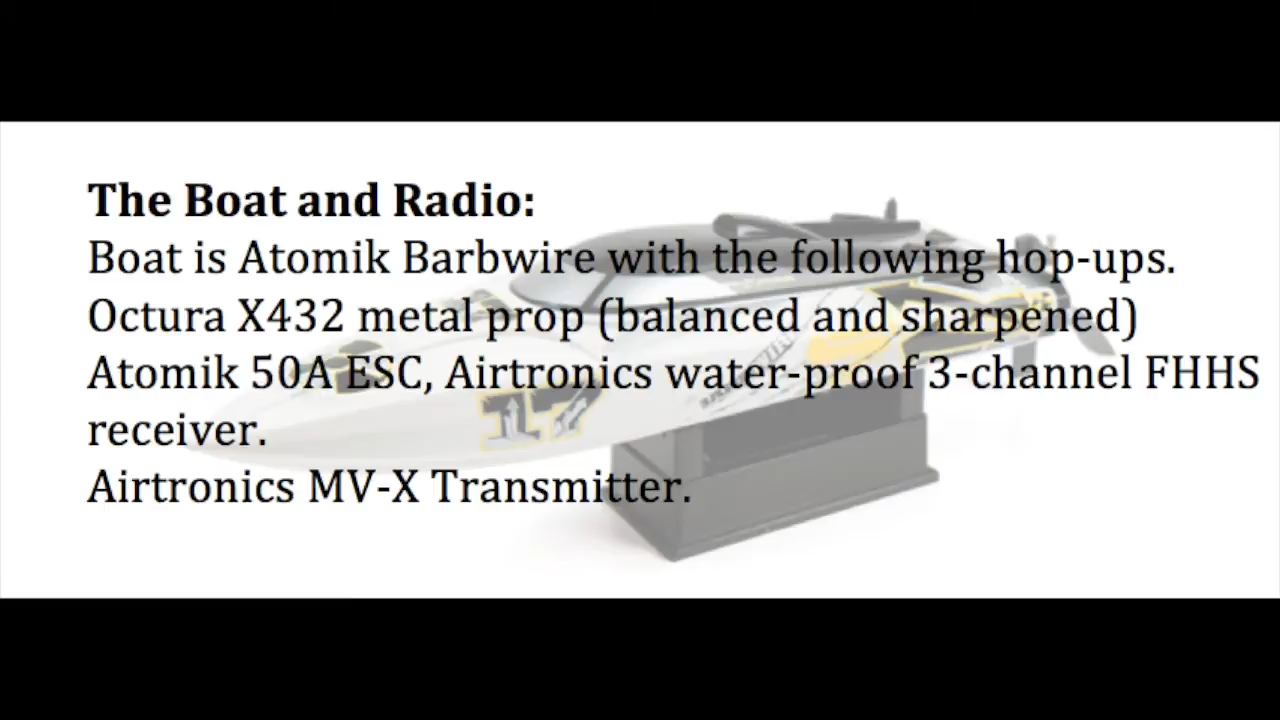 The Boat and Radio:
Boat is Atomik Barbwire with the following hop-ups.
Octura X432 metal prop (balanced and sharpened)
Atomik 50A ESC, Airtronics water-proof 3-channel FHHS
receiver.
Airtronics MV-X Transmitter.
17